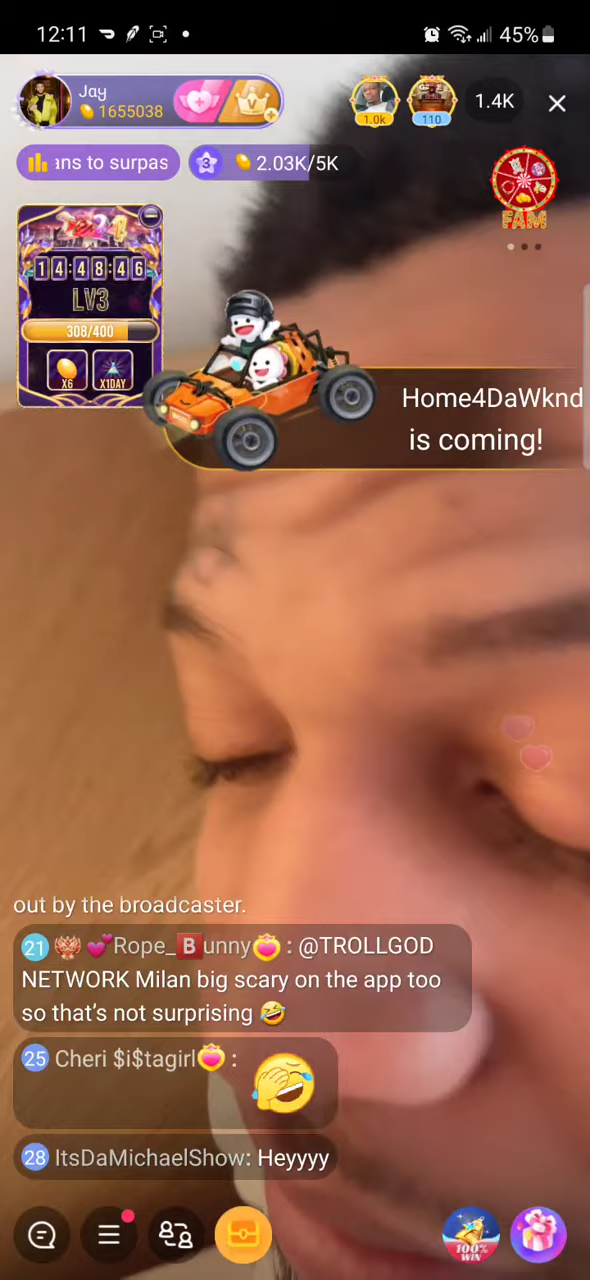 12:11
45%
Jay
1655038
1.0k
110
1.4K
ans to surpas
3
2.03K/5K
FAM
14:48:46
LV3
308/400
X6
X1DAY
Home4DaWknd
is coming!
out by the broadcaster.
21 Rope_🅱unny : @TROLLGOD
NETWORK Milan big scary on the app too
so that's not surprising 🤣
25 Cheri $i$tagirl :
28 ItsDaMichaelShow: Heyyyy
100%
WIN